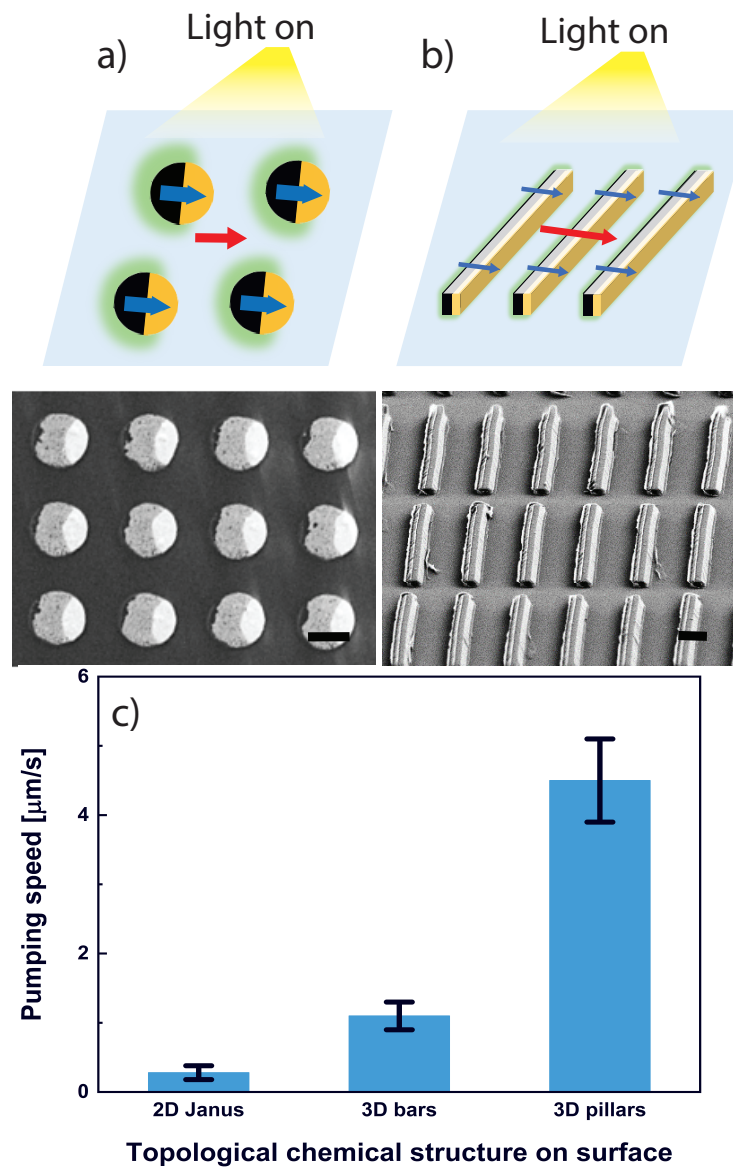 Light on
a)
Light on
b)
c)
Pumping speed [μm/s]
6
4
2
0
2D Janus
3D bars
3D pillars
Topological chemical structure on surface